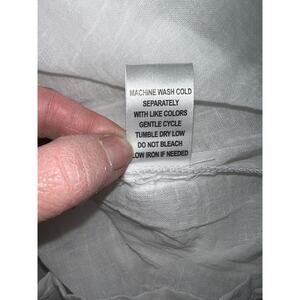 MACHINE WASH COLD
SEPARATELY
WITH LIKE COLORS
GENTLE CYCLE
TUMBLE DRY LOW
DO NOT BLEACH
LOW IRON IF NEEDED